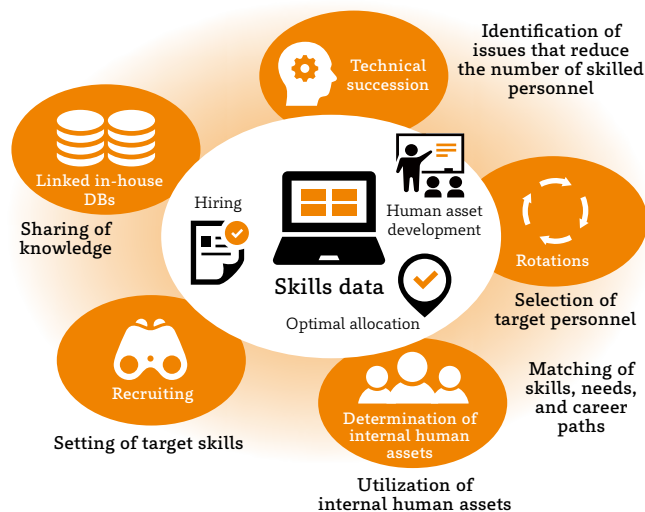 Identification of
issues that reduce
the number of skilled
personnel
Technical
succession
Linked in-house
DBs
Sharing of
knowledge
Hiring
Human asset
development
Skills data
Optimal allocation
Rotations
Selection of
target personnel
Recruiting
Setting of target skills
Matching of
skills, needs,
and career
paths
Determination of
internal human
assets
Utilization of
internal human assets